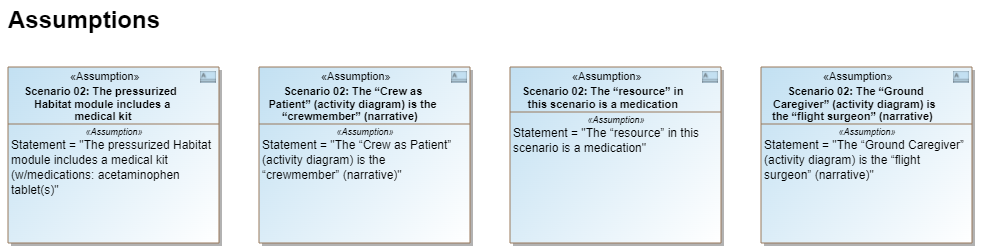 Assumptions
«Assumption»
Scenario 02: The pressurized
Habitat module includes a
medical kit
«Assumption»
Statement = "The pressurized Habitat
module includes a medical kit
(w/medications: acetaminophen
tablet(s)"
«Assumption»
Scenario 02: The “Crew as
Patient” (activity diagram) is the
“crewmember” (narrative)
«Assumption»
Statement = "The “Crew as Patient”
(activity diagram) is the
“crewmember” (narrative)"
«Assumption»
Scenario 02: The “resource” in
this scenario is a medication
«Assumption»
Statement = "The “resource” in this
scenario is a medication"
«Assumption»
Scenario 02: The “Ground
Caregiver” (activity diagram) is
the “flight surgeon” (narrative)
«Assumption»
Statement = "The “Ground Caregiver”
(activity diagram) is the “flight
surgeon” (narrative)"